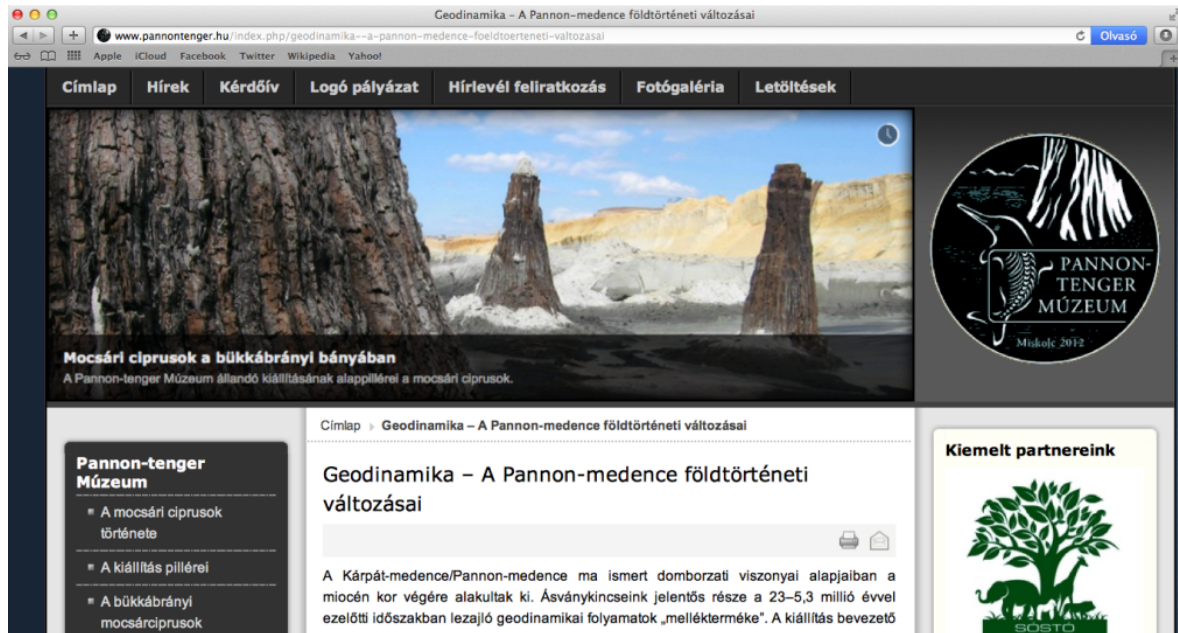 Geodinamika – A Pannon-medence földtörténeti változásai
www.pannontenger.hu/index.php/geodinamika--a-pannon-medence-foeldtoerteneti-valtozasai
Olvasó
Apple iCloud Facebook Twitter Wikipedia Yahoo!
Címlap Hírek Kérdőív Logó pályázat Hírlevél feliratkozás Fotógaléria Letöltések
Mocsári ciprusok a bükkábrányi bányában
A Pannon-tenger Múzeum állandó kiállításának alappillérei a mocsári ciprusok.
PANNON-
TENGER
MÚZEUM
Miskolc 2012
Pannon-tenger
Múzeum
A mocsári ciprusok
története
A kiállítás pillérei
A bükkábrányi
mocsárciprusok
Címlap Geodinamika – A Pannon-medence földtörténeti változásai
Geodinamika – A Pannon-medence földtörténeti
változásai
A Kárpát-medence/Pannon-medence ma ismert domborzati viszonyai alapjaiban a
miocén kor végére alakultak ki. Ásványkincseink jelentős része a 23–5,3 millió évvel
ezelőtti időszakban lezajló geodinamikai folyamatok „mellékterméke”. A kiállítás bevezető
Kiemelt partnereink
SÓSTÓ